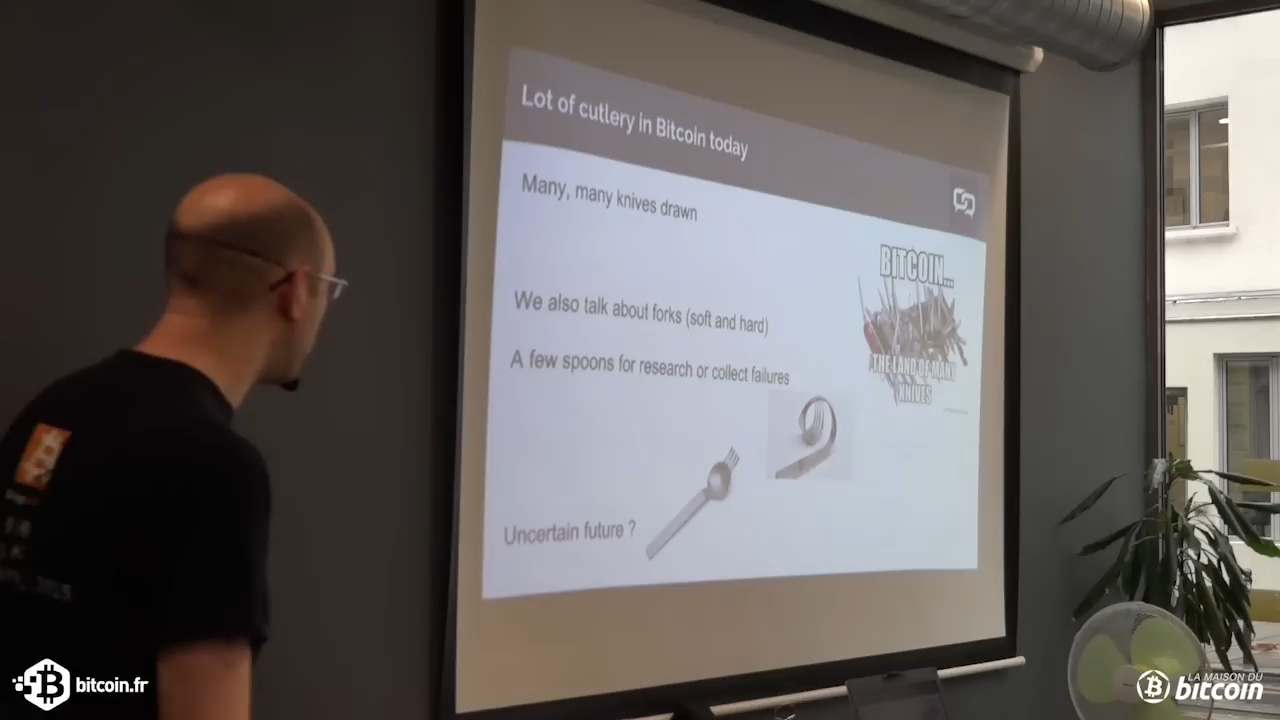 Lot of cutlery in Bitcoin today
Many, many knives drawn
BITCOIN...
THE LAND OF MANY
KNIVES
We also talk about forks (soft and hard)
A few spoons for research or collect failures
Uncertain future ?
bitcoin.fr
LA MAISON DU
bitcoin